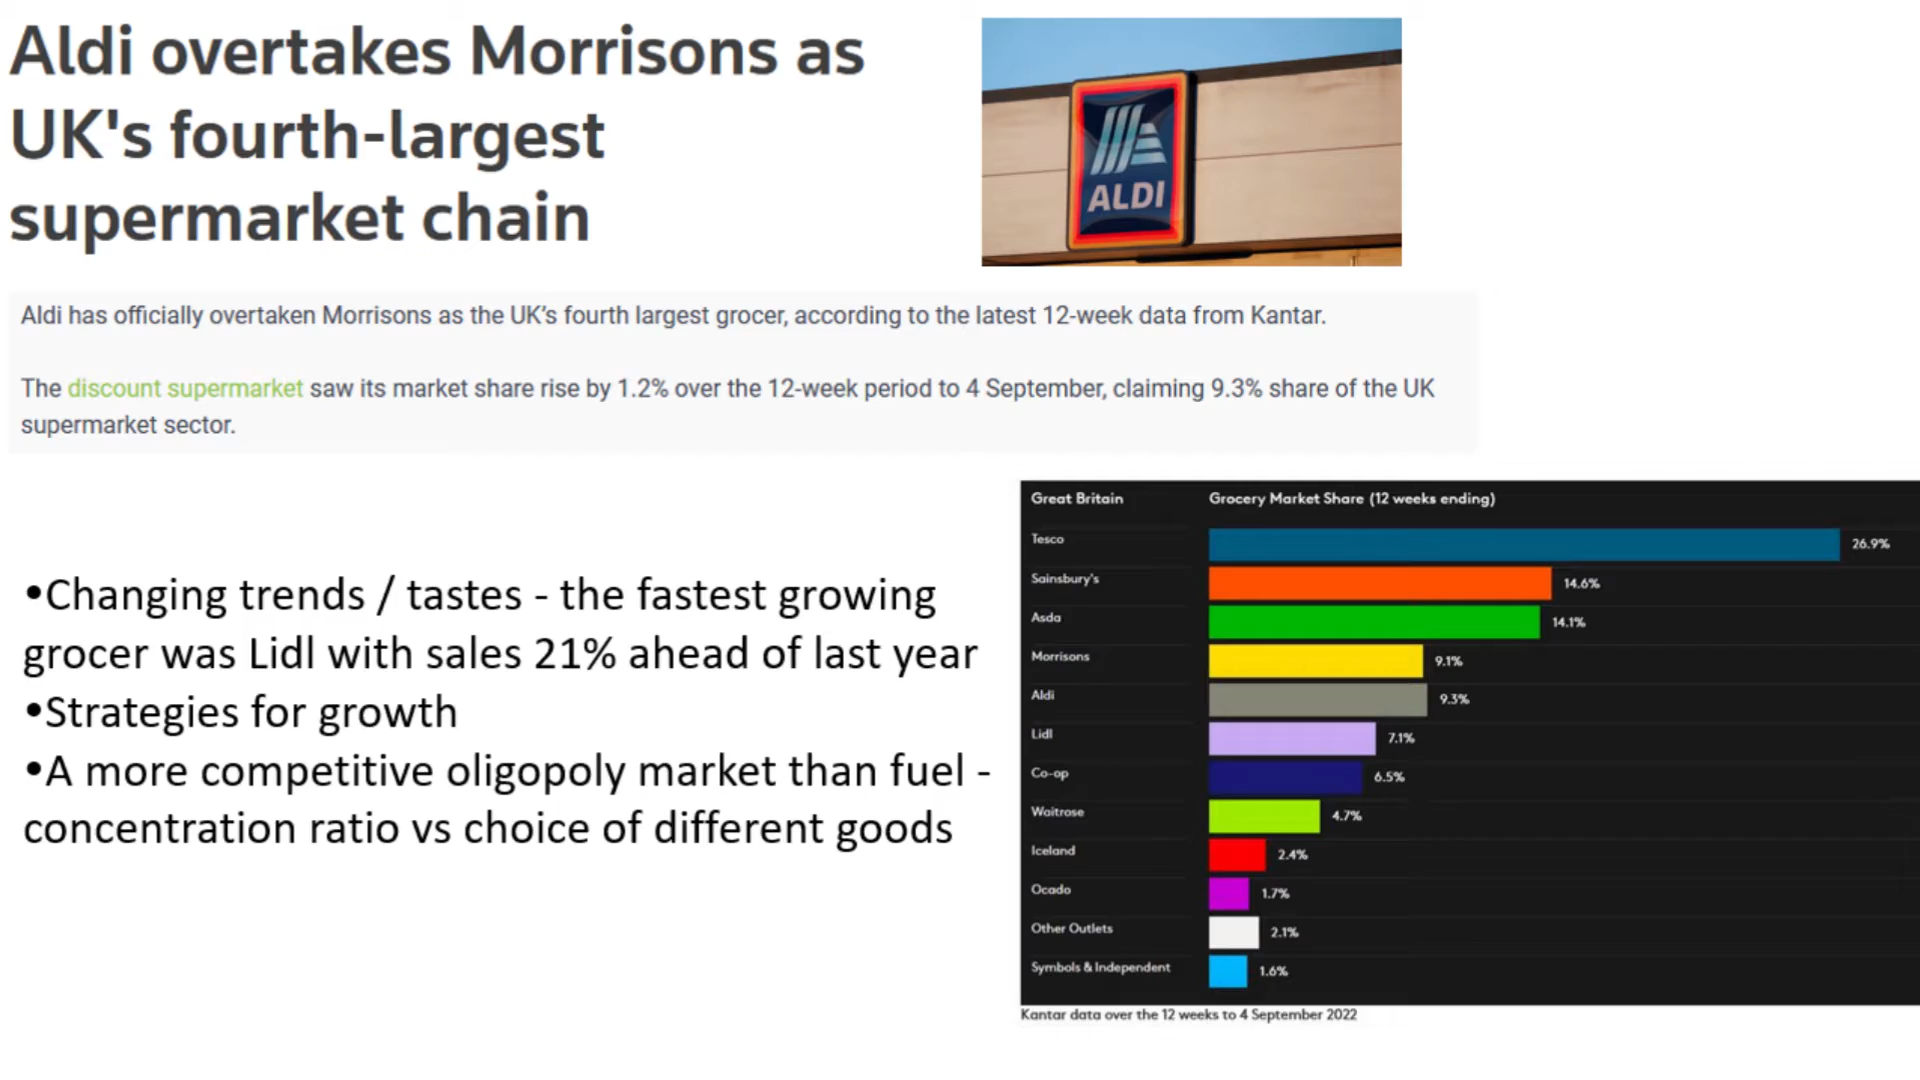 Aldi overtakes Morrisons as
UK's fourth-largest
supermarket chain
ALDI
Aldi has officially overtaken Morrisons as the UK’s fourth largest grocer, according to the latest 12-week data from Kantar.
The discount supermarket saw its market share rise by 1.2% over the 12-week period to 4 September, claiming 9.3% share of the UK
supermarket sector.
•Changing trends / tastes - the fastest growing
grocer was Lidl with sales 21% ahead of last year
•Strategies for growth
•A more competitive oligopoly market than fuel -
concentration ratio vs choice of different goods
Great Britain Grocery Market Share (12 weeks ending)
Tesco 26.9%
Sainsbury's 14.6%
Asda 14.1%
Morrisons 9.1%
Aldi 9.3%
Lidl 7.1%
Co-op 6.5%
Waitrose 4.7%
Iceland 2.4%
Ocado 1.7%
Other Outlets 2.1%
Symbols & Independent 1.6%
Kantar data over the 12 weeks to 4 September 2022